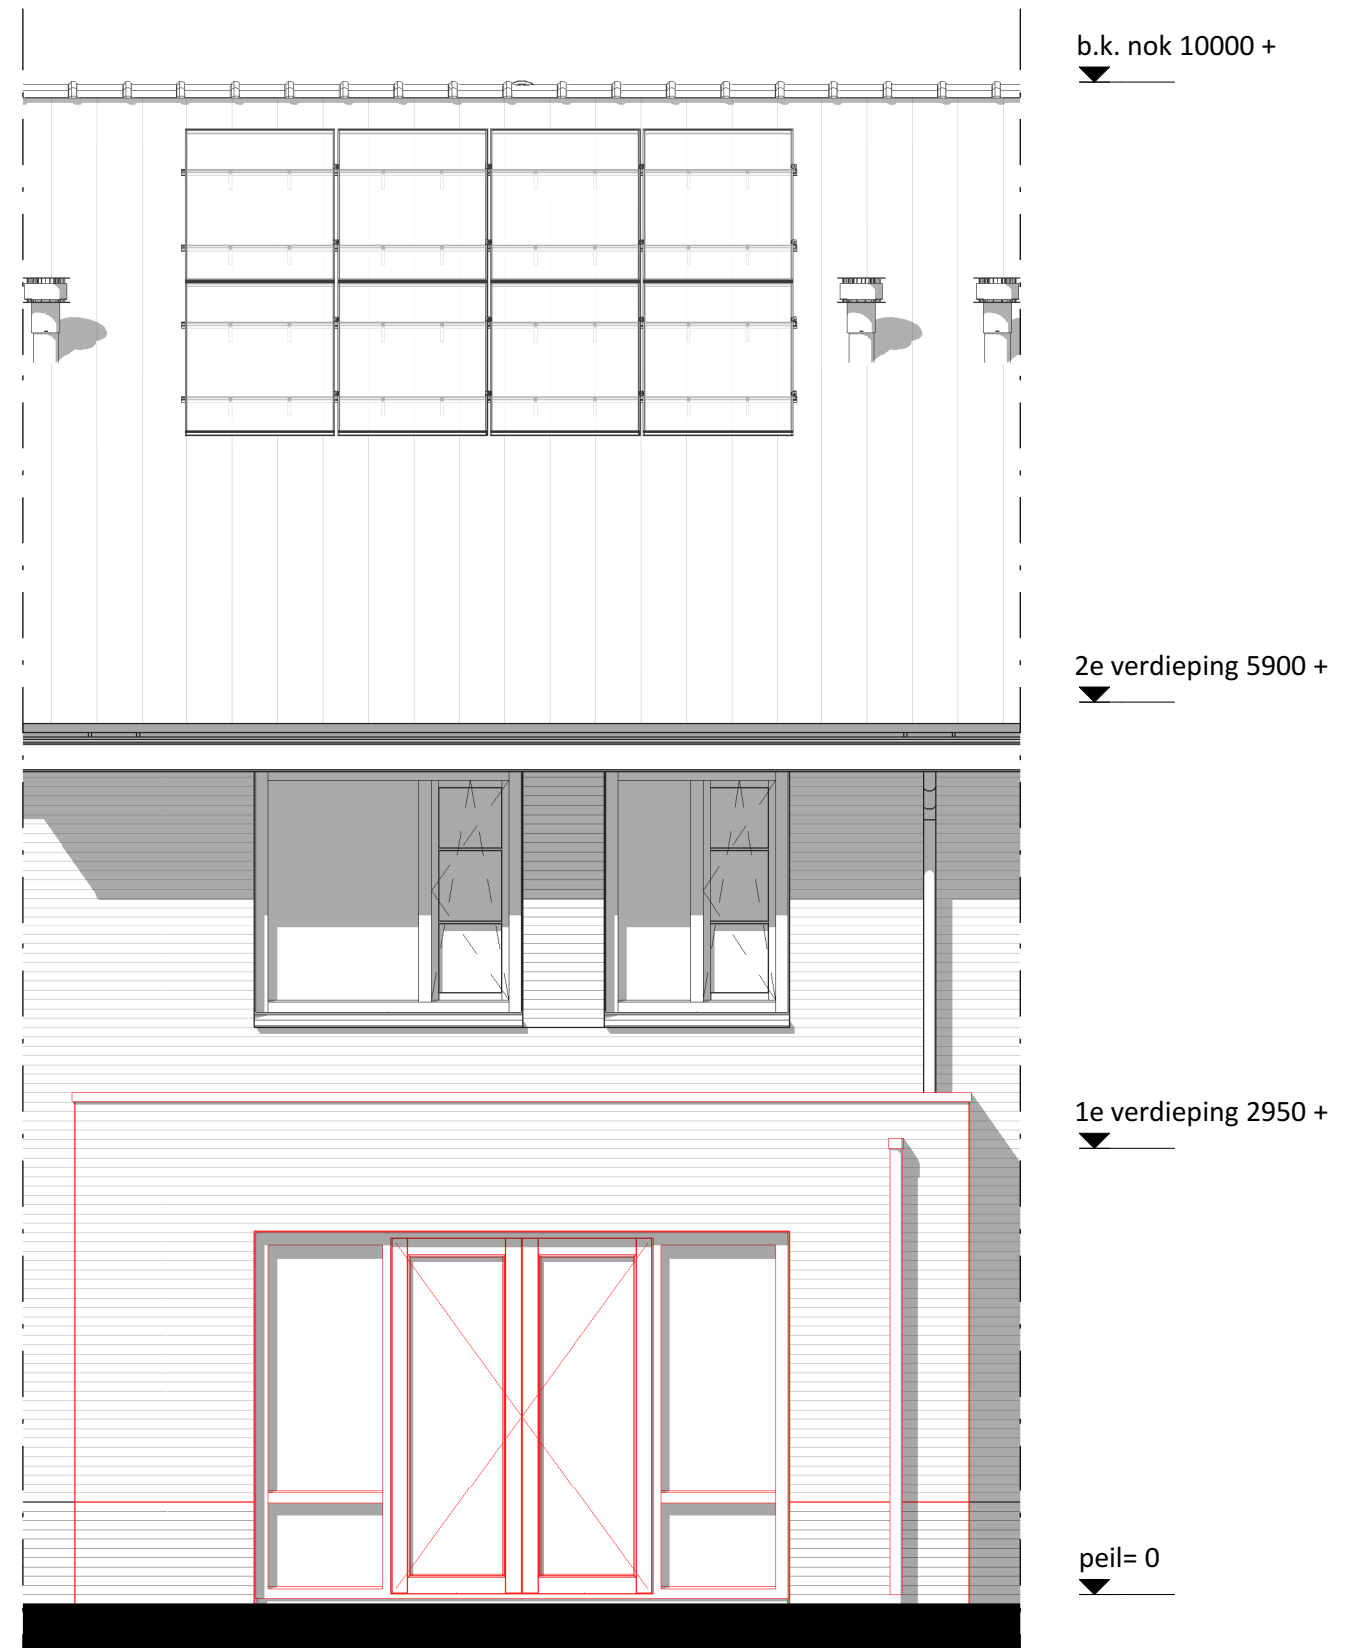 b.k. nok 10000 +
2e verdieping 5900 +
1e verdieping 2950 +
peil= 0